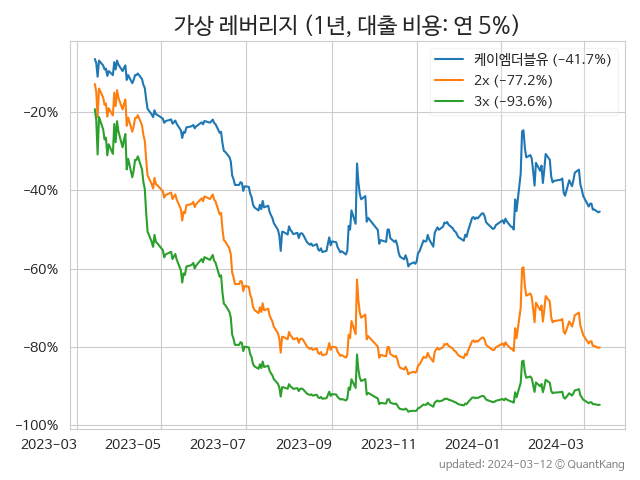 가상 레버리지 (1년, 대출 비용: 연 5%)
케이엠더블유 (−41.7%)
2x (−77.2%)
3x (−93.6%)
−20%
−40%
−60%
−80%
−100%
2023−03 2023−05 2023−07 2023−09 2023−11 2024−01 2024−03
updated: 2024-03-12 © QuantKang